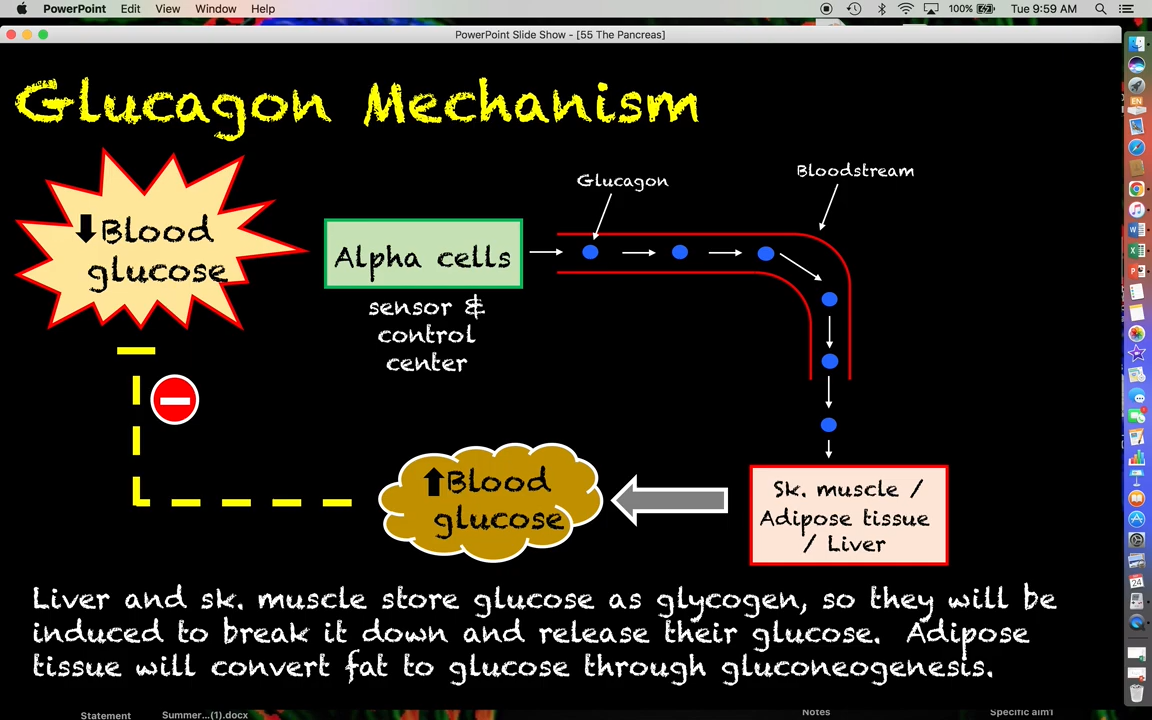 PowerPoint Edit View Window Help 100% Tue 9:59 AM
PowerPoint Slide Show - [55 The Pancreas]
Glucagon Mechanism
Blood
glucose
Alpha cells
sensor &
control
center
Glucagon
Bloodstream
Blood
glucose
Sk. muscle /
Adipose tissue
/ Liver
Liver and sk. muscle store glucose as glycogen, so they will be
induced to break it down and release their glucose. Adipose
tissue will convert fat to glucose through gluconeogenesis.
EN
24
Statement Summer...(1).docx Notes Specific aim1